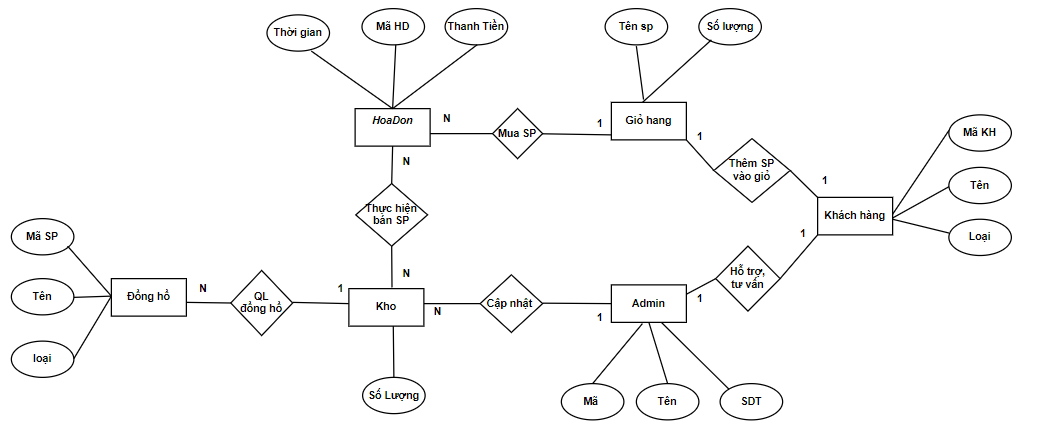 Thời gian
Mã HD
Thanh Tiền
Tên sp
Số lượng
HoaDon
N
Mua SP
1
Giỏ hang
1
Mã KH
N
Thêm SP
vào giỏ
1
Tên
Thực hiện
bán SP
Khách hàng
Mã SP
1
Loại
N
Hỗ trợ,
tư vấn
Tên
Đồng hồ
N
QL
đồng hồ
1
Kho
N
Cập nhật
1
Admin
1
loại
Số Lượng
Mã
Tên
SDT